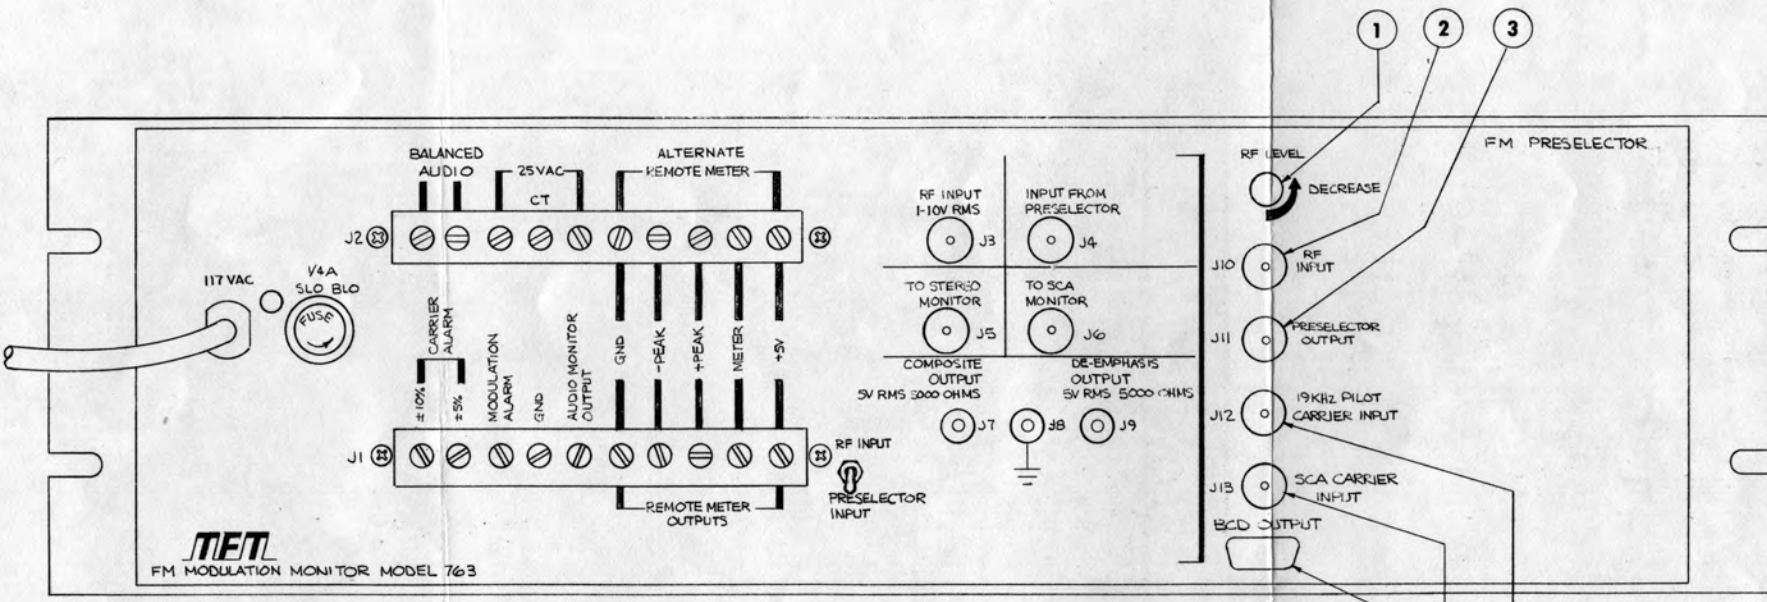 1 2 3
FM PRESELECTOR
BALANCED
AUDIO
25VAC
CT
ALTERNATE
REMOTE METER
J2
117 VAC
1/4A
SLO BLO
FUSE
CARRIER
ALARM
±10%
±5%
MODULATION
ALARM
GND
AUDIO MONITOR
OUTPUT
GND
-PEAK
+PEAK
METER
+5V
J1
RF INPUT
PRESELECTOR
INPUT
REMOTE METER
OUTPUTS
TFT
FM MODULATION MONITOR MODEL 763
RF INPUT
1-10V RMS
J3
INPUT FROM
PRESELECTOR
J4
TO STEREO
MONITOR
J5
TO SCA
MONITOR
J6
COMPOSITE
OUTPUT
5V RMS 5000 OHMS
DE-EMPHASIS
OUTPUT
5V RMS 5000 OHMS
J7
J8
J9
RF LEVEL
DECREASE
J10
RF
INPUT
J11
PRESELECTOR
OUTPUT
J12
19KHz PILOT
CARRIER INPUT
J13
SCA CARRIER
INPUT
BCD OUTPUT